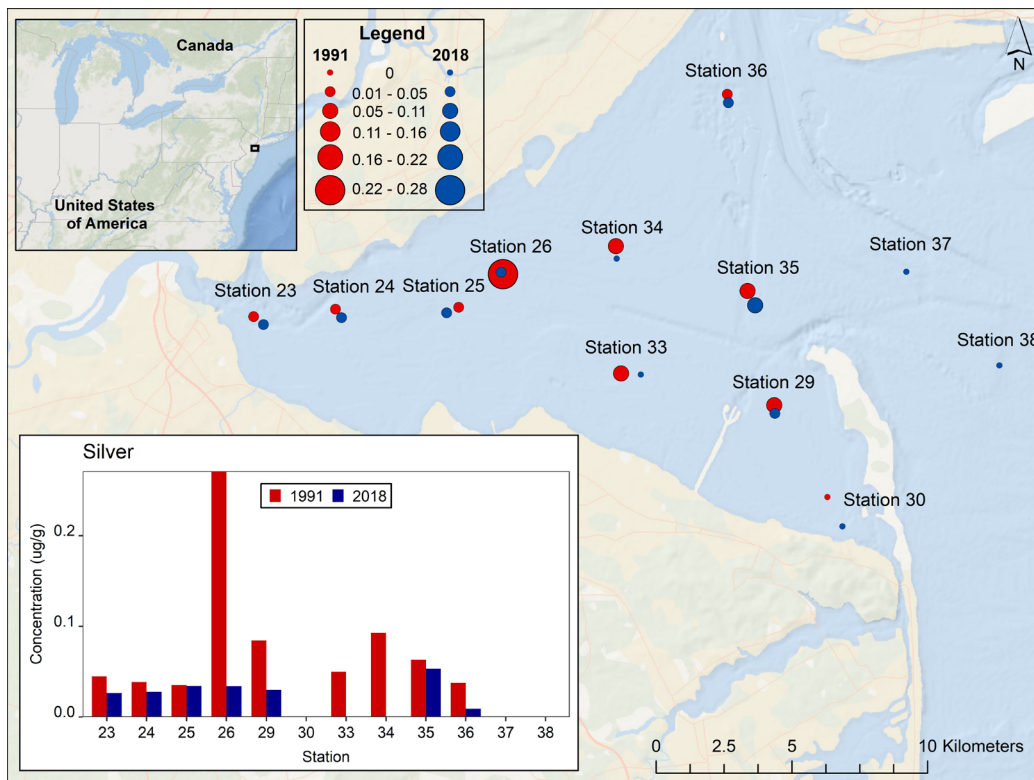 Canada
United States
of America
Legend
1991 2018
0
0.01 - 0.05
0.05 - 0.11
0.11 - 0.16
0.16 - 0.22
0.22 - 0.28
N
Station 36
Station 34
Station 26
Station 37
Station 35
Station 23
Station 24
Station 25
Station 38
Station 33
Station 29
Station 30
Silver
1991 2018
Concentration (ug/g)
0.2
0.1
0.0
23 24 25 26 29 30 33 34 35 36 37 38
Station
0 2.5 5 10 Kilometers